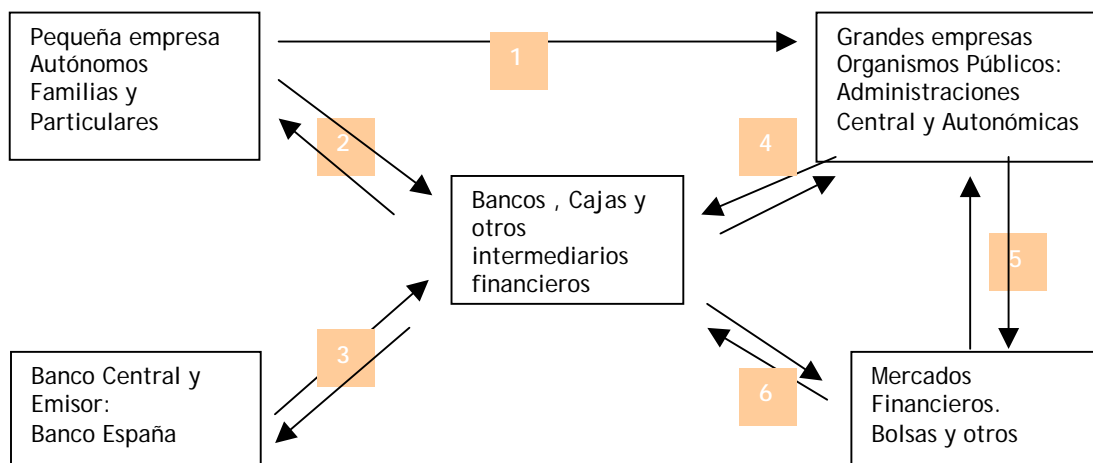 Pequeña empresa
Autónomos
Familias y
Particulares
1
Grandes empresas
Organismos Públicos:
Administraciones
Central y Autonómicas
2
4
Bancos , Cajas y
otros
intermediarios
financieros
5
3
6
Banco Central y
Emisor:
Banco España
Mercados
Financieros.
Bolsas y otros